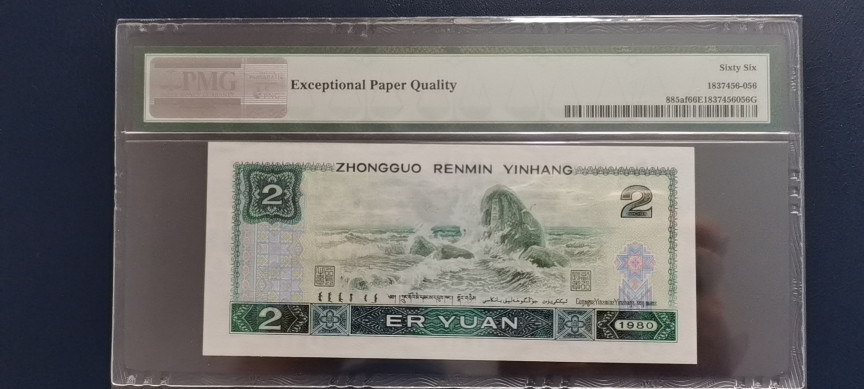 PMG
Exceptional Paper Quality
Sixty Six
1837456-056
885af66E1837456056G
ZHONGGUO RENMIN YINHANG
2
2
2
ER YUAN
1980